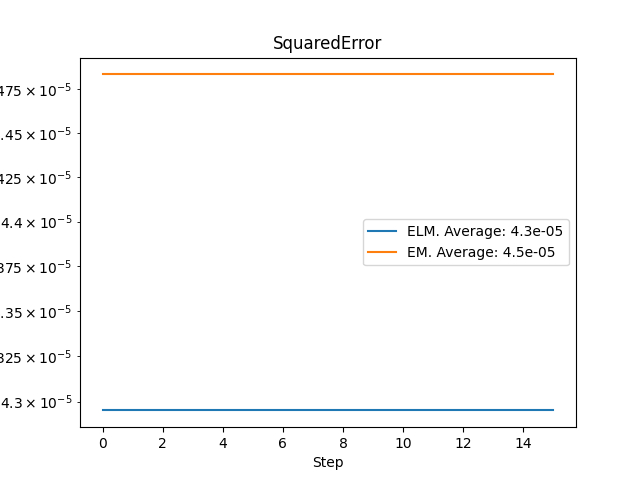 SquaredError
475 × 10⁻⁵
.45 × 10⁻⁵
425 × 10⁻⁵
4.4 × 10⁻⁵
375 × 10⁻⁵
.35 × 10⁻⁵
325 × 10⁻⁵
4.3 × 10⁻⁵
ELM. Average: 4.3e-05
EM. Average: 4.5e-05
0 2 4 6 8 10 12 14
Step